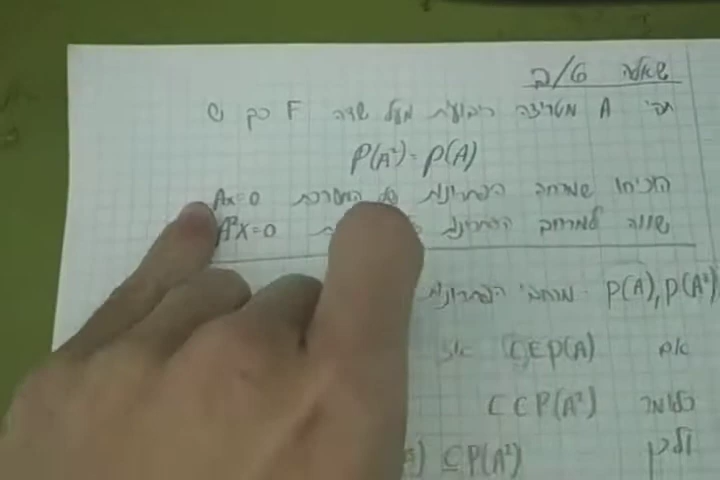 שאלה 6/ב
תהי A מטריצה ריבועית מעל שדה F כך ש
ρ(A²) = ρ(A)
הוכיחו שמרחב הפתרונות של המערכת Ax=0
שווה למרחב הפתרונות A²x=0
P(A), P(A²) - מרחבי הפתרונות
אם C∈P(A) אז
כלומר C∈P(A²)
ולכן ) ⊆P(A²)